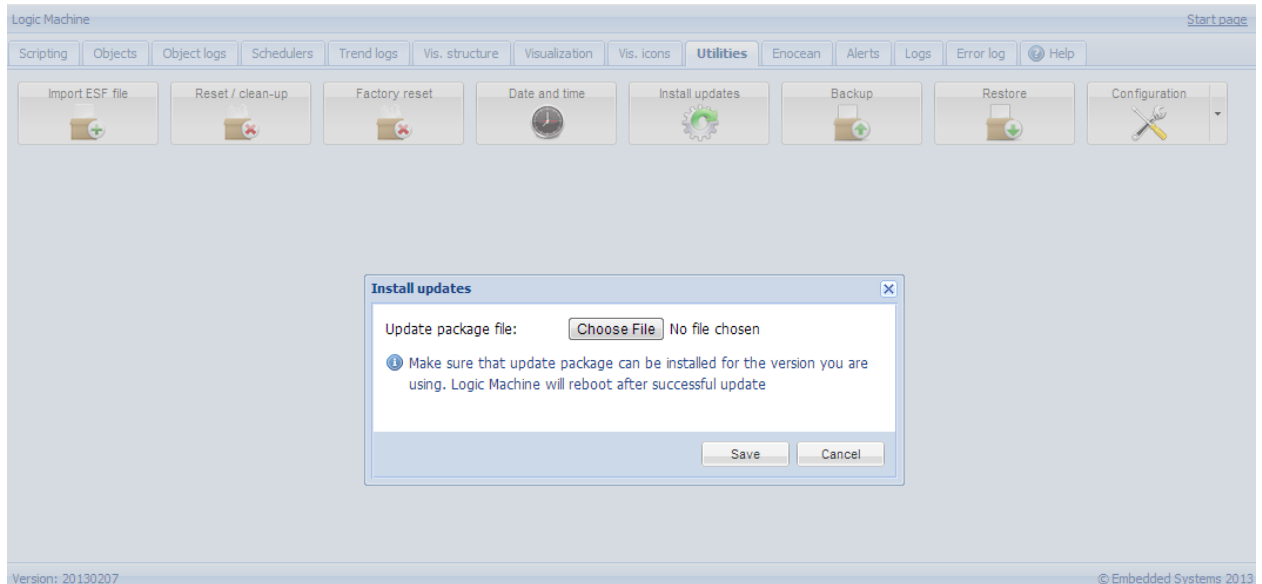 Logic Machine Start page
Scripting Objects Object logs Schedulers Trend logs Vis. structure Visualization Vis. icons Utilities Enocean Alerts Logs Error log Help
Import ESF file Reset / clean-up Factory reset Date and time Install updates Backup Restore Configuration
Install updates
Update package file: Choose File No file chosen
Make sure that update package can be installed for the version you are
using. Logic Machine will reboot after successful update
Save Cancel
Version: 20130207 © Embedded Systems 2013